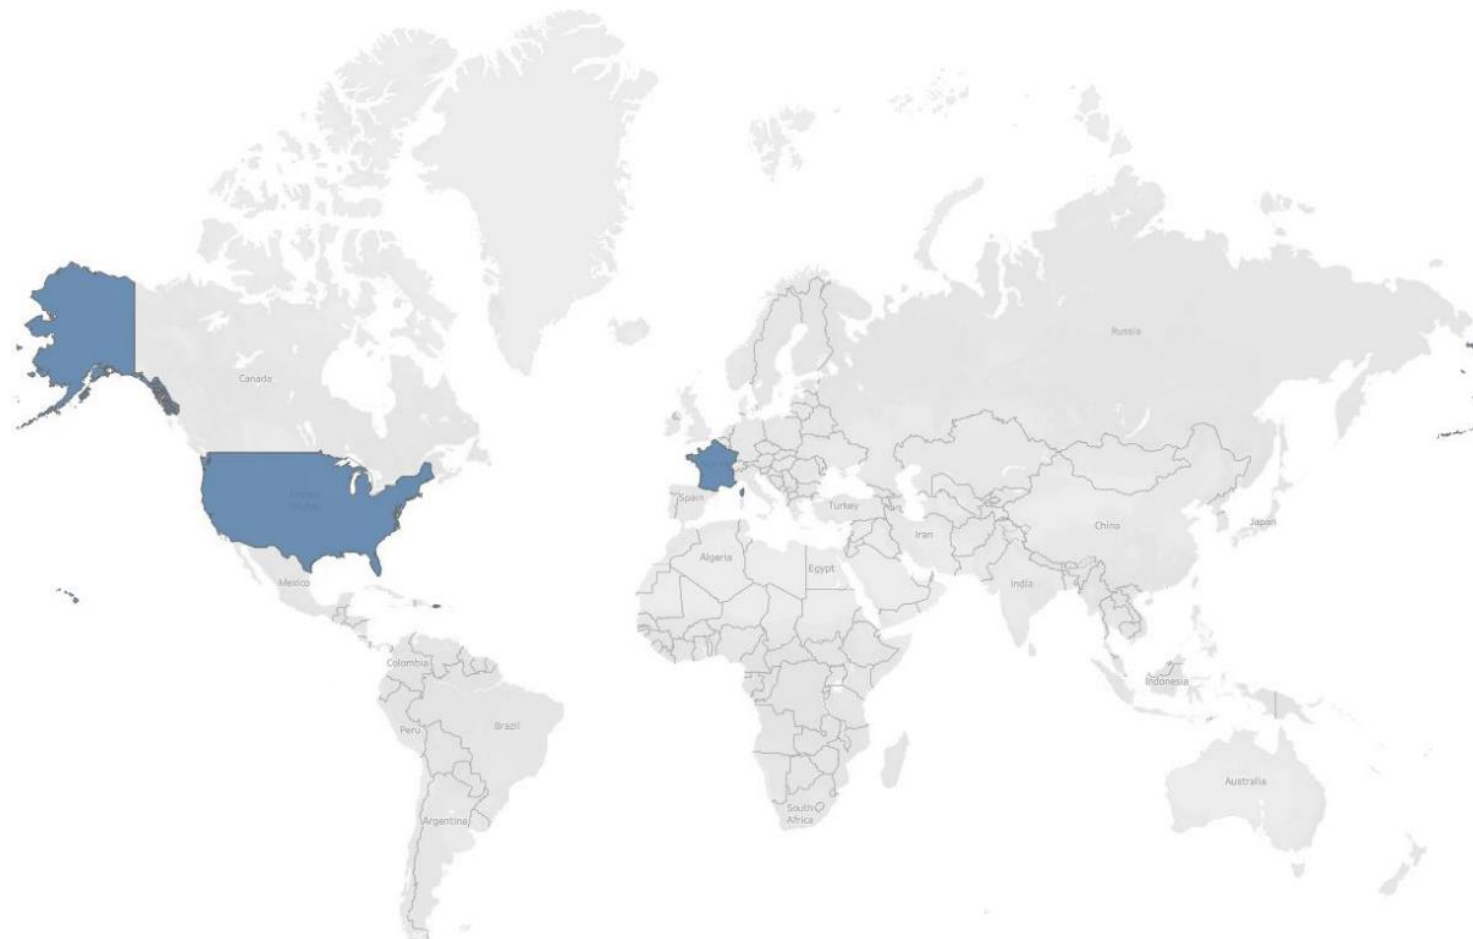 Russia
Canada
Spain
Turkey
China
Japan
Iran
Algeria
Egypt
India
Mexico
Colombia
Indonesia
Brazil
Peru
Australia
South
Africa
Argentina